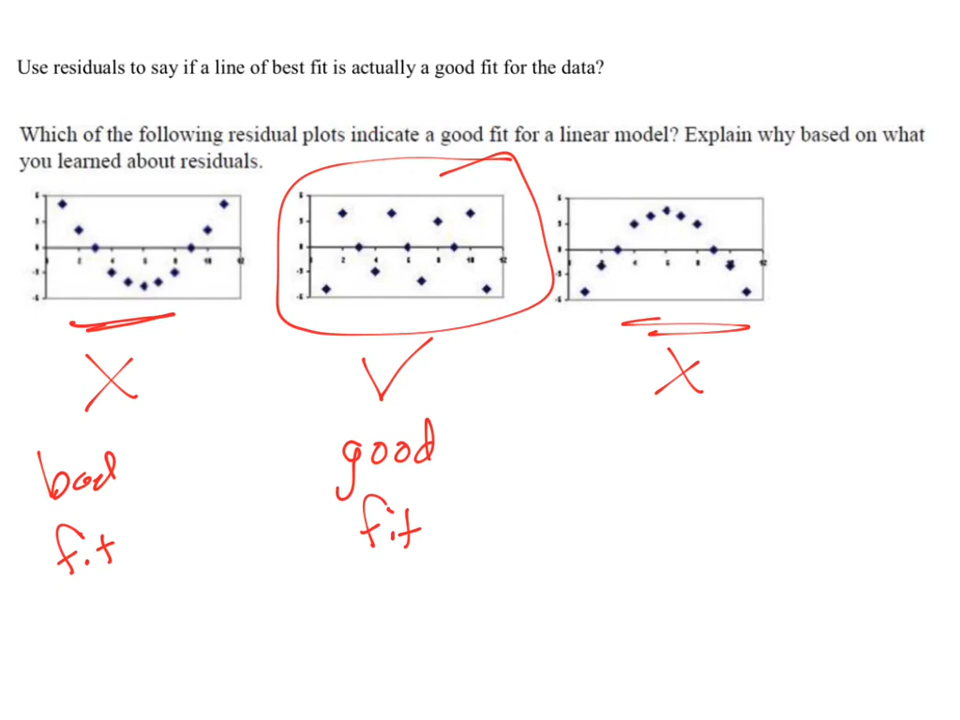 Use residuals to say if a line of best fit is actually a good fit for the data?
Which of the following residual plots indicate a good fit for a linear model? Explain why based on what
you learned about residuals.
bad
fit
good
fit